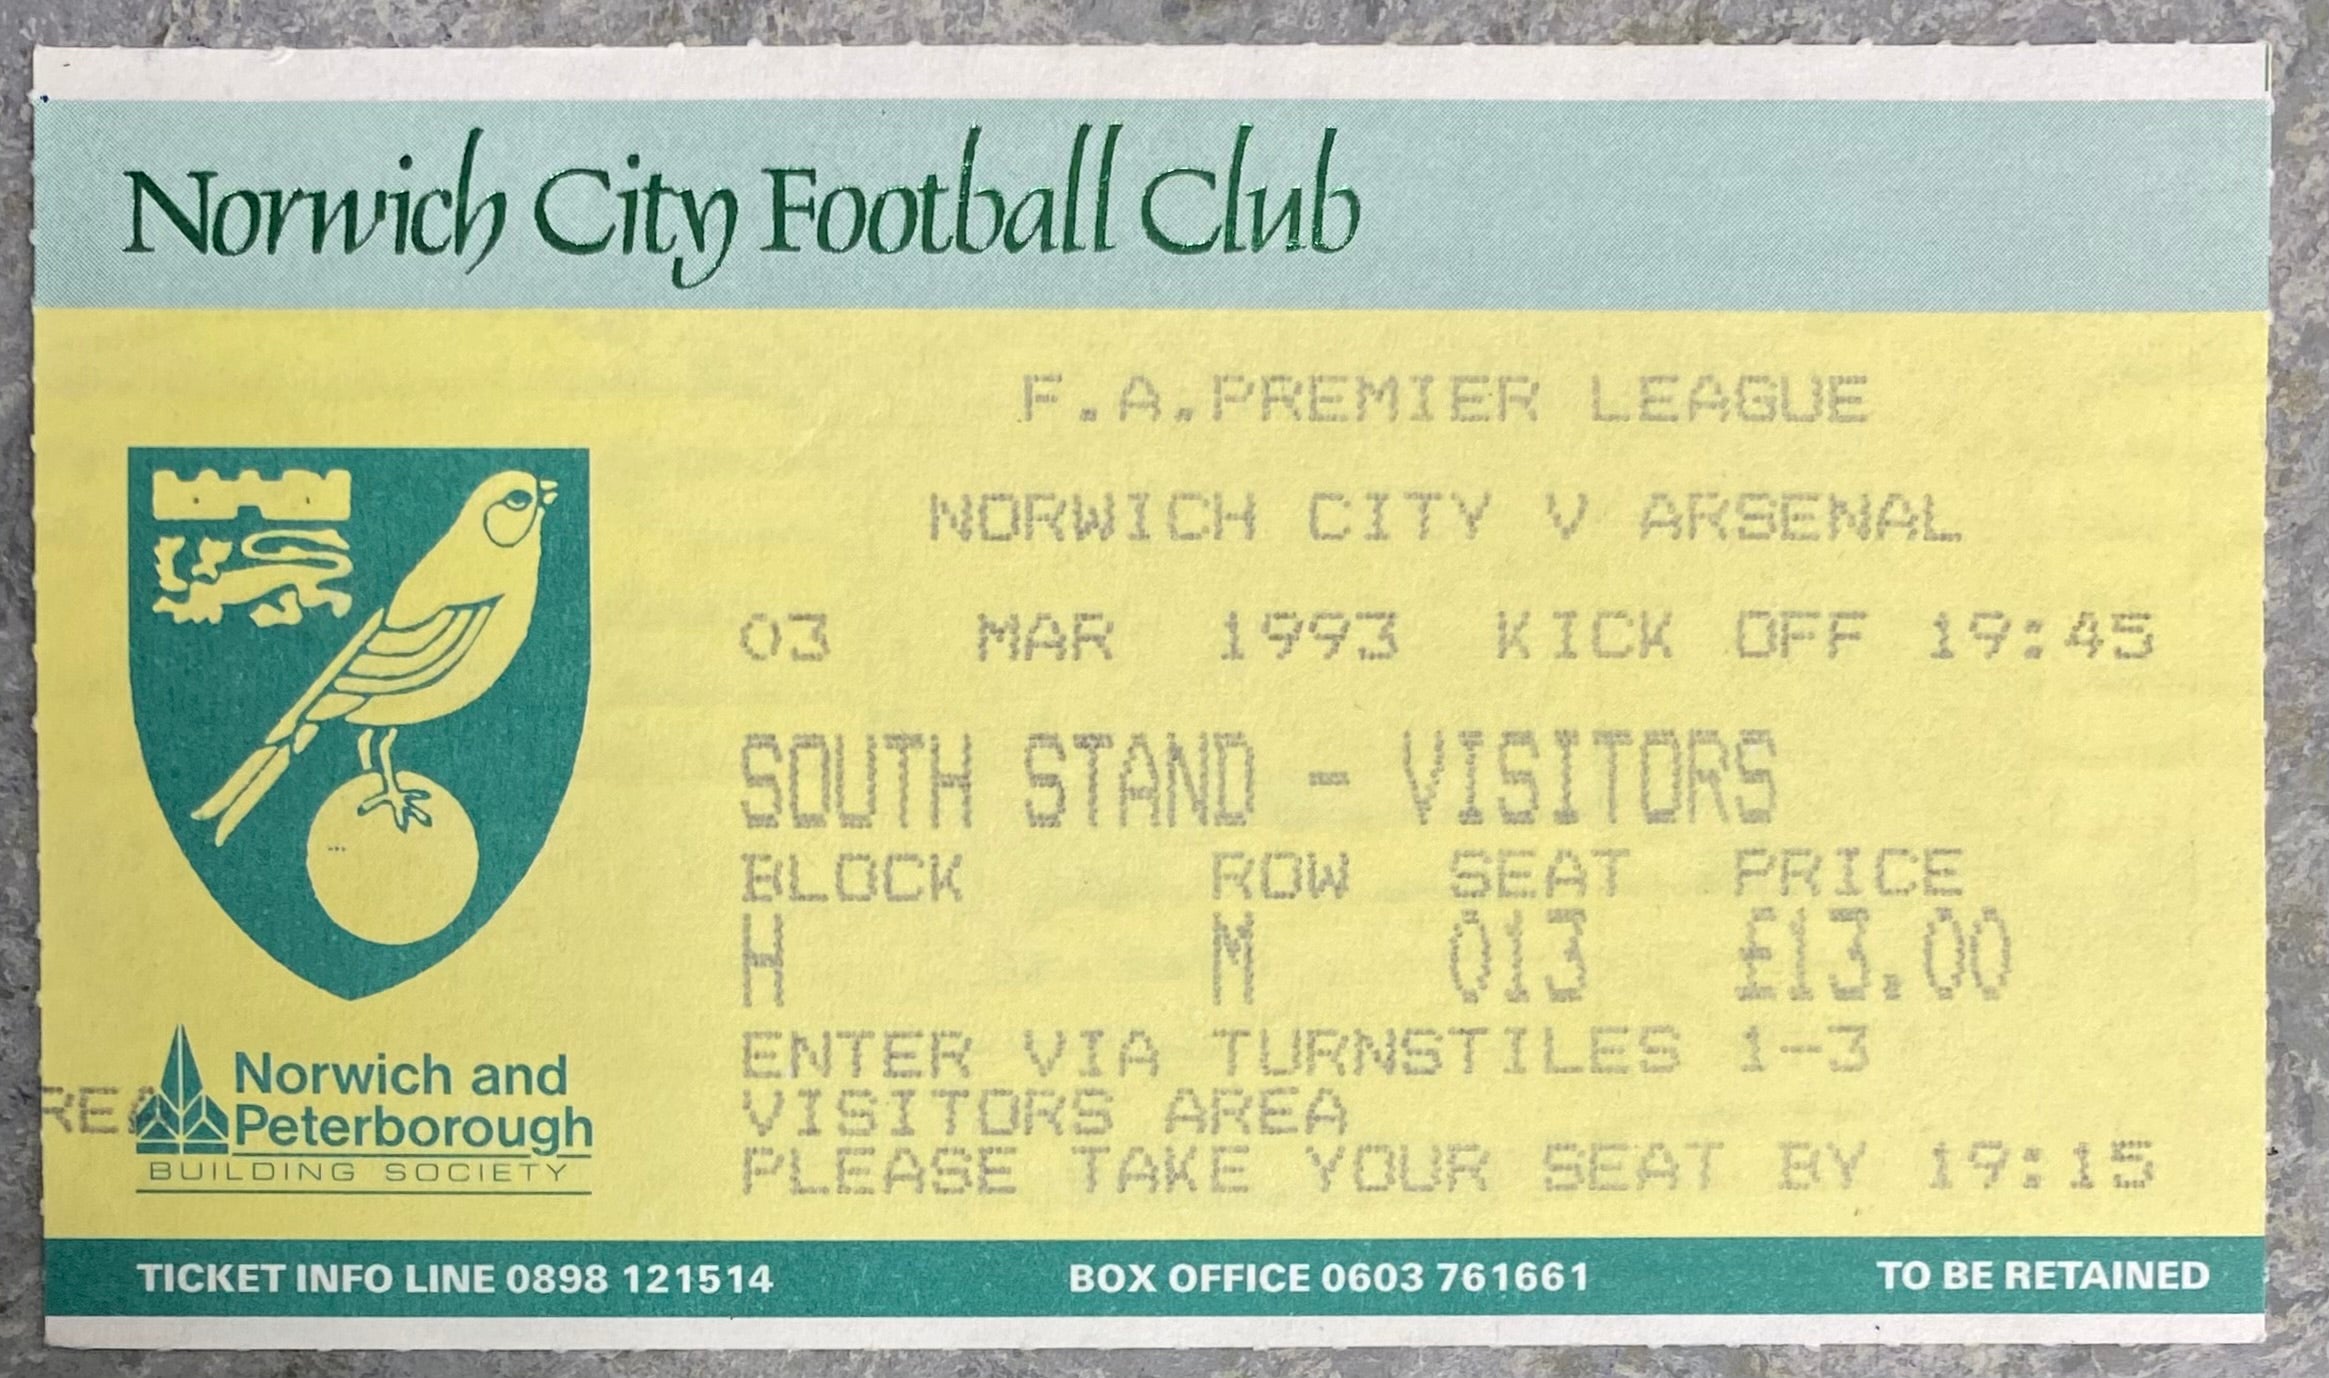 Norwich City Football Club
F.A.PREMIER LEAGUE
NORWICH CITY V ARSENAL
03 MAR 1993 KICK OFF 19:45
SOUTH STAND - VISITORS
BLOCK ROW SEAT PRICE
H M 013 £13.00
ENTER VIA TURNSTILES 1-3
VISITORS AREA
PLEASE TAKE YOUR SEAT BY 19:15
Norwich and
Peterborough
BUILDING SOCIETY
REA
TICKET INFO LINE 0898 121514 BOX OFFICE 0603 761661 TO BE RETAINED